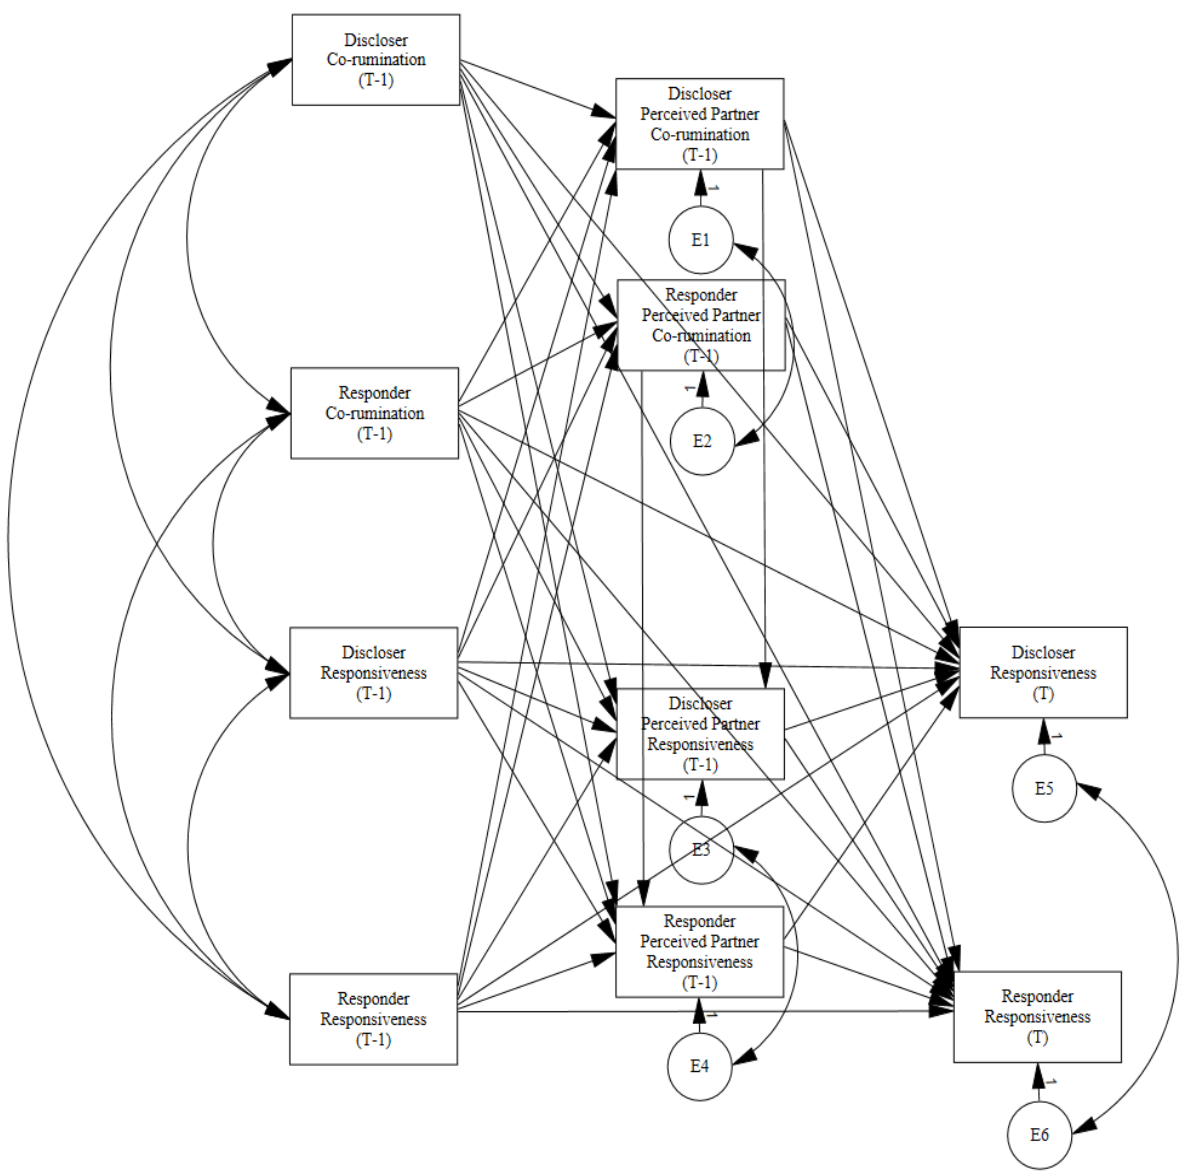 Discloser
Co-rumination
(T-1)
Discloser
Perceived Partner
Co-rumination
(T-1)
1
E1
Responder
Perceived Partner
Co-rumination
(T-1)
1
E2
Responder
Co-rumination
(T-1)
Discloser
Responsiveness
(T-1)
Discloser
Perceived Partner
Responsiveness
(T-1)
1
E3
Discloser
Responsiveness
(T)
1
E5
Responder
Perceived Partner
Responsiveness
(T-1)
1
E4
Responder
Responsiveness
(T-1)
Responder
Responsiveness
(T)
1
E6